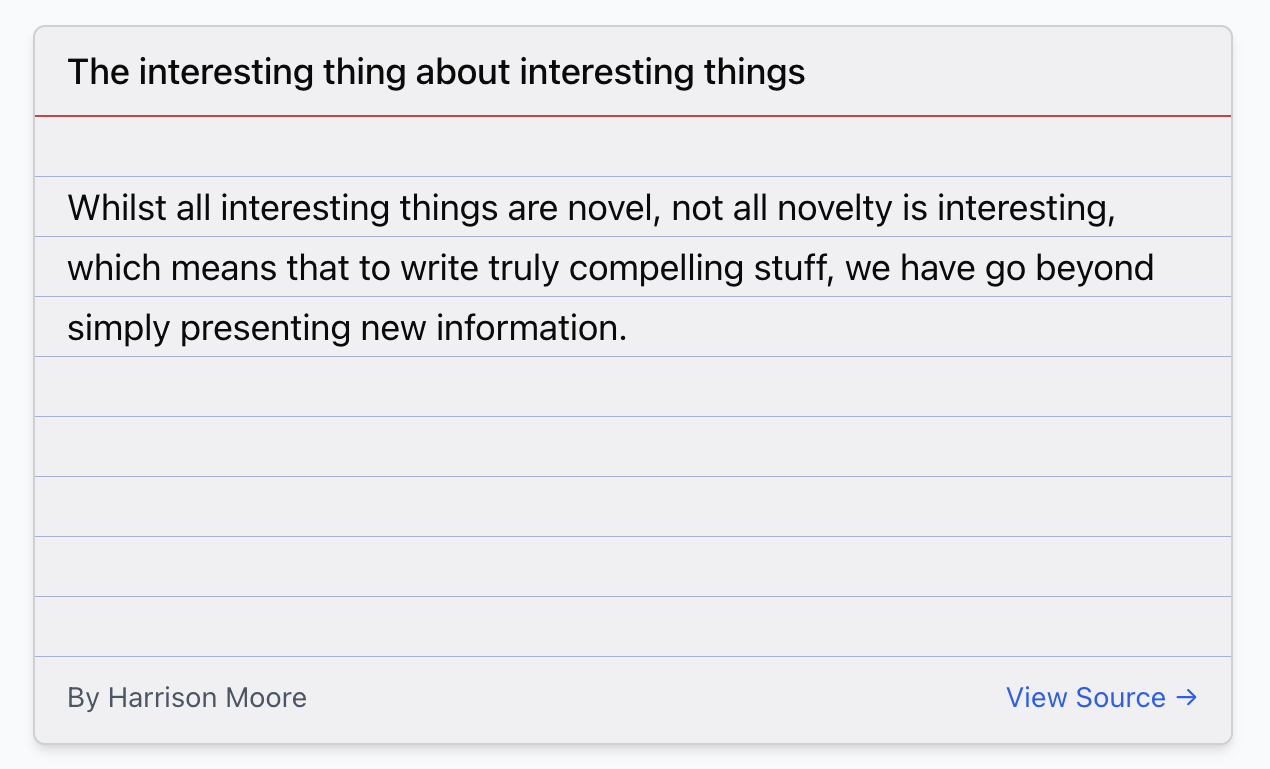 The interesting thing about interesting things
Whilst all interesting things are novel, not all novelty is interesting,
which means that to write truly compelling stuff, we have go beyond
simply presenting new information.
By Harrison Moore
View Source →